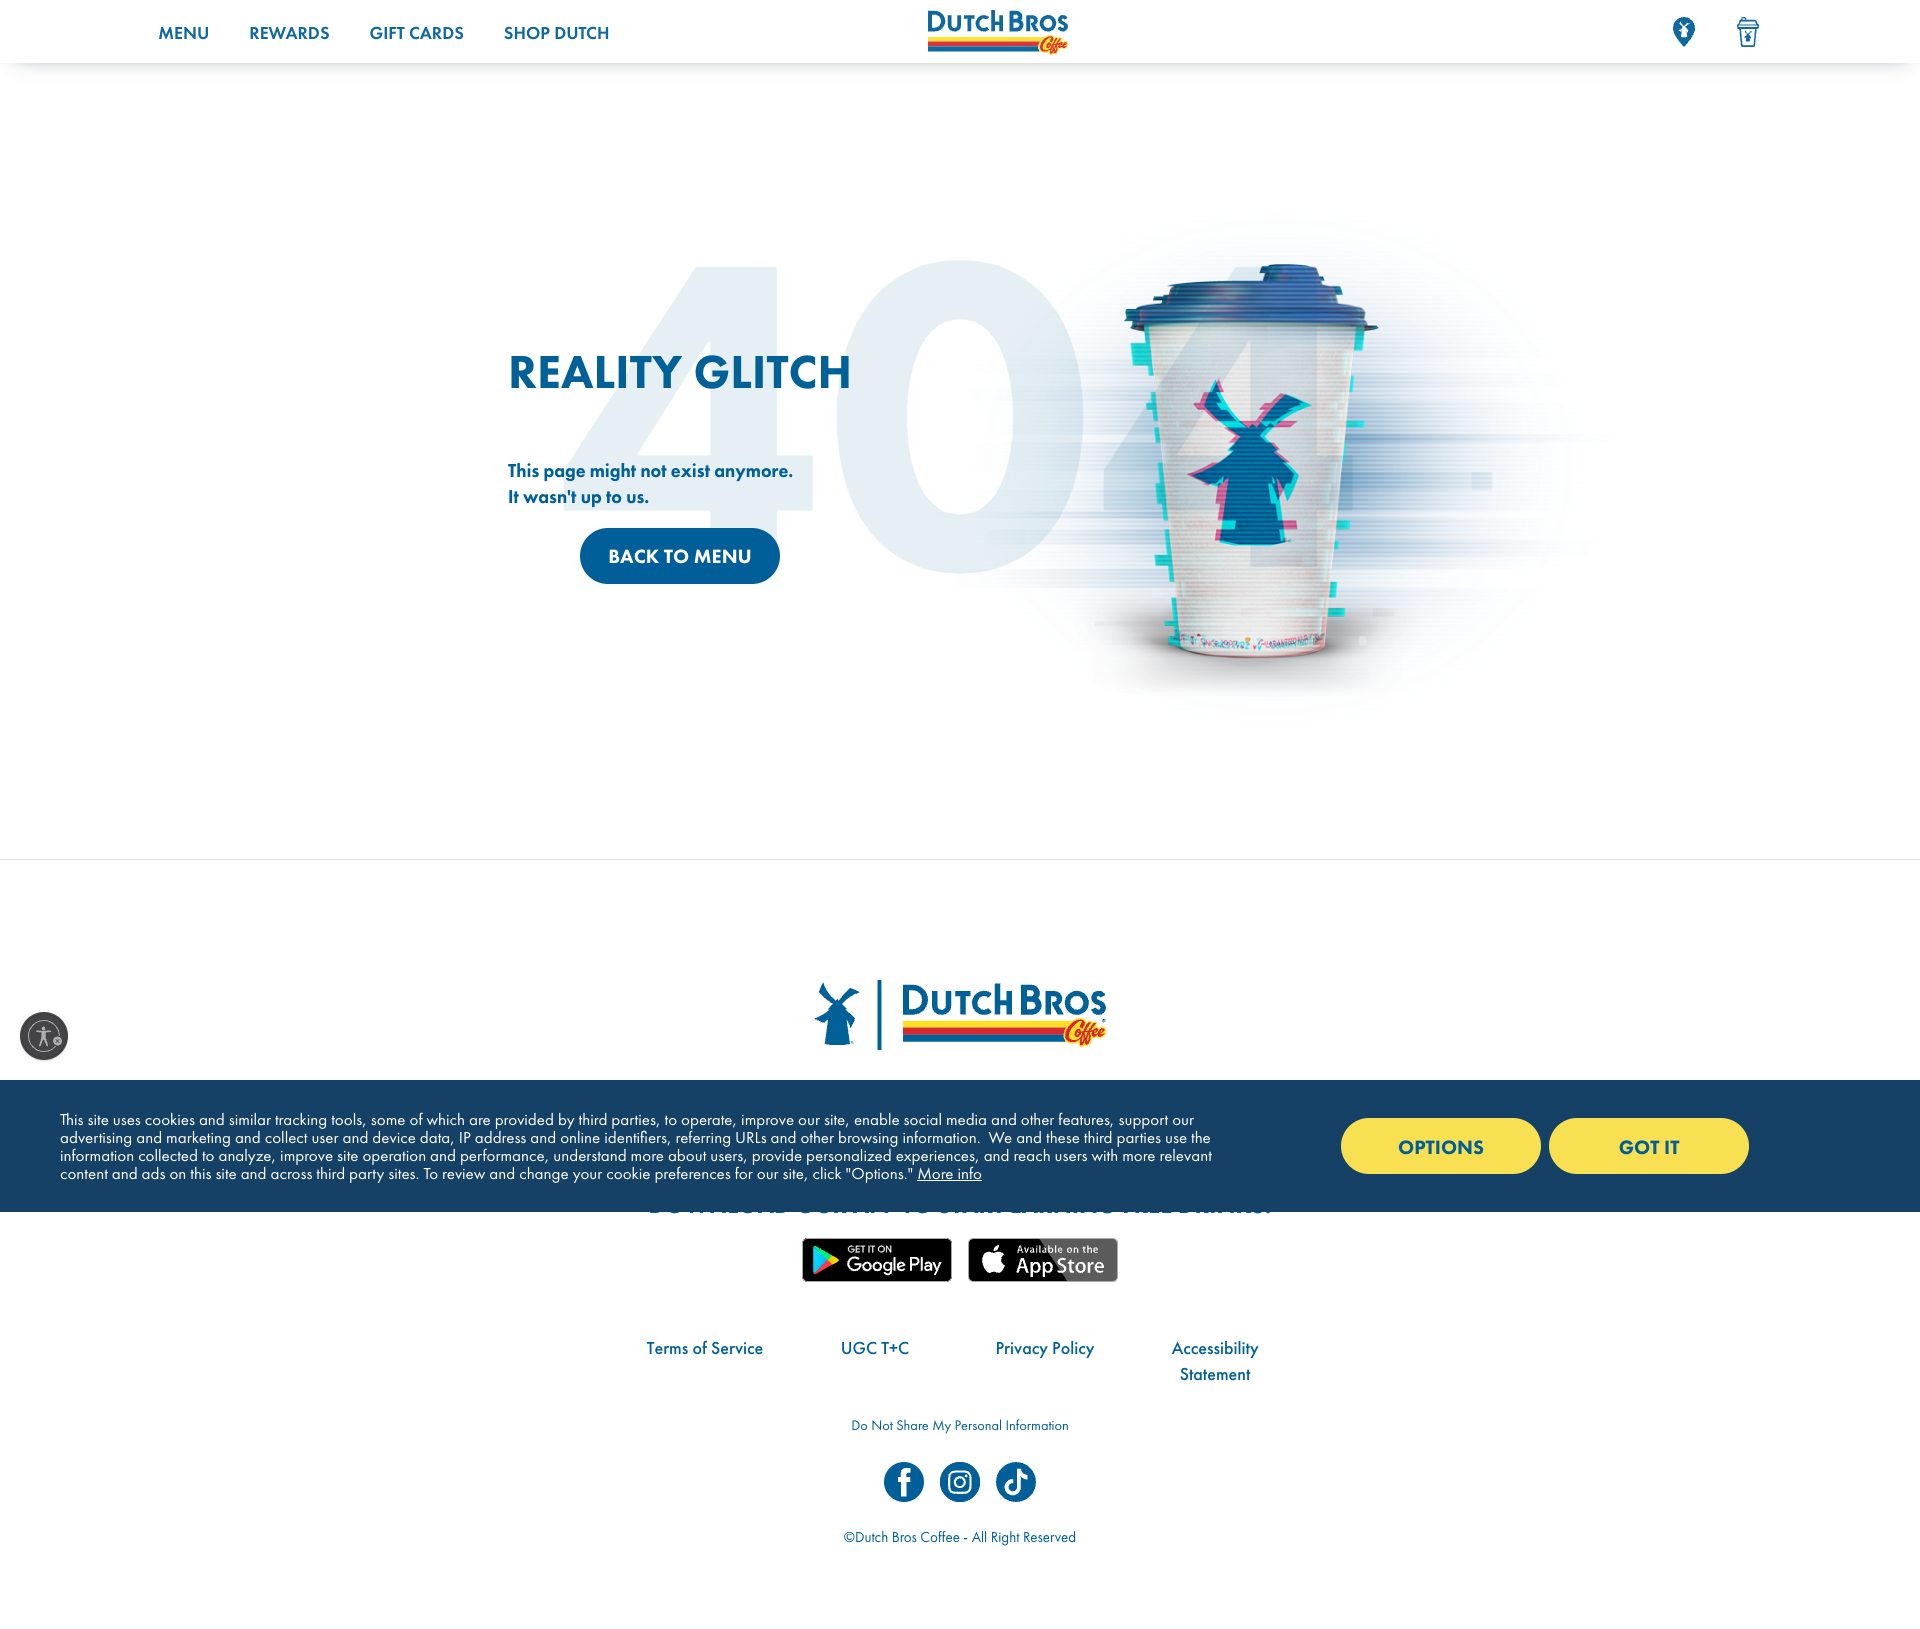 MENU
REWARDS
GIFT CARDS
SHOP DUTCH
DUTCH BROS
Coffee
404
REALITY GLITCH
This page might not exist anymore.
It wasn't up to us.
BACK TO MENU
DUTCH BROS
Coffee
This site uses cookies and similar tracking tools, some of which are provided by third parties, to operate, improve our site, enable social media and other features, support our
advertising and marketing and collect user and device data, IP address and online identifiers, referring URLs and other browsing information.  We and these third parties use the
information collected to analyze, improve site operation and performance, understand more about users, provide personalized experiences, and reach users with more relevant
content and ads on this site and across third party sites. To review and change your cookie preferences for our site, click "Options." More info
OPTIONS
GOT IT
GET IT ON
Google Play
Available on the
App Store
Terms of Service
UGC T+C
Privacy Policy
Accessibility
Statement
Do Not Share My Personal Information
©Dutch Bros Coffee - All Right Reserved